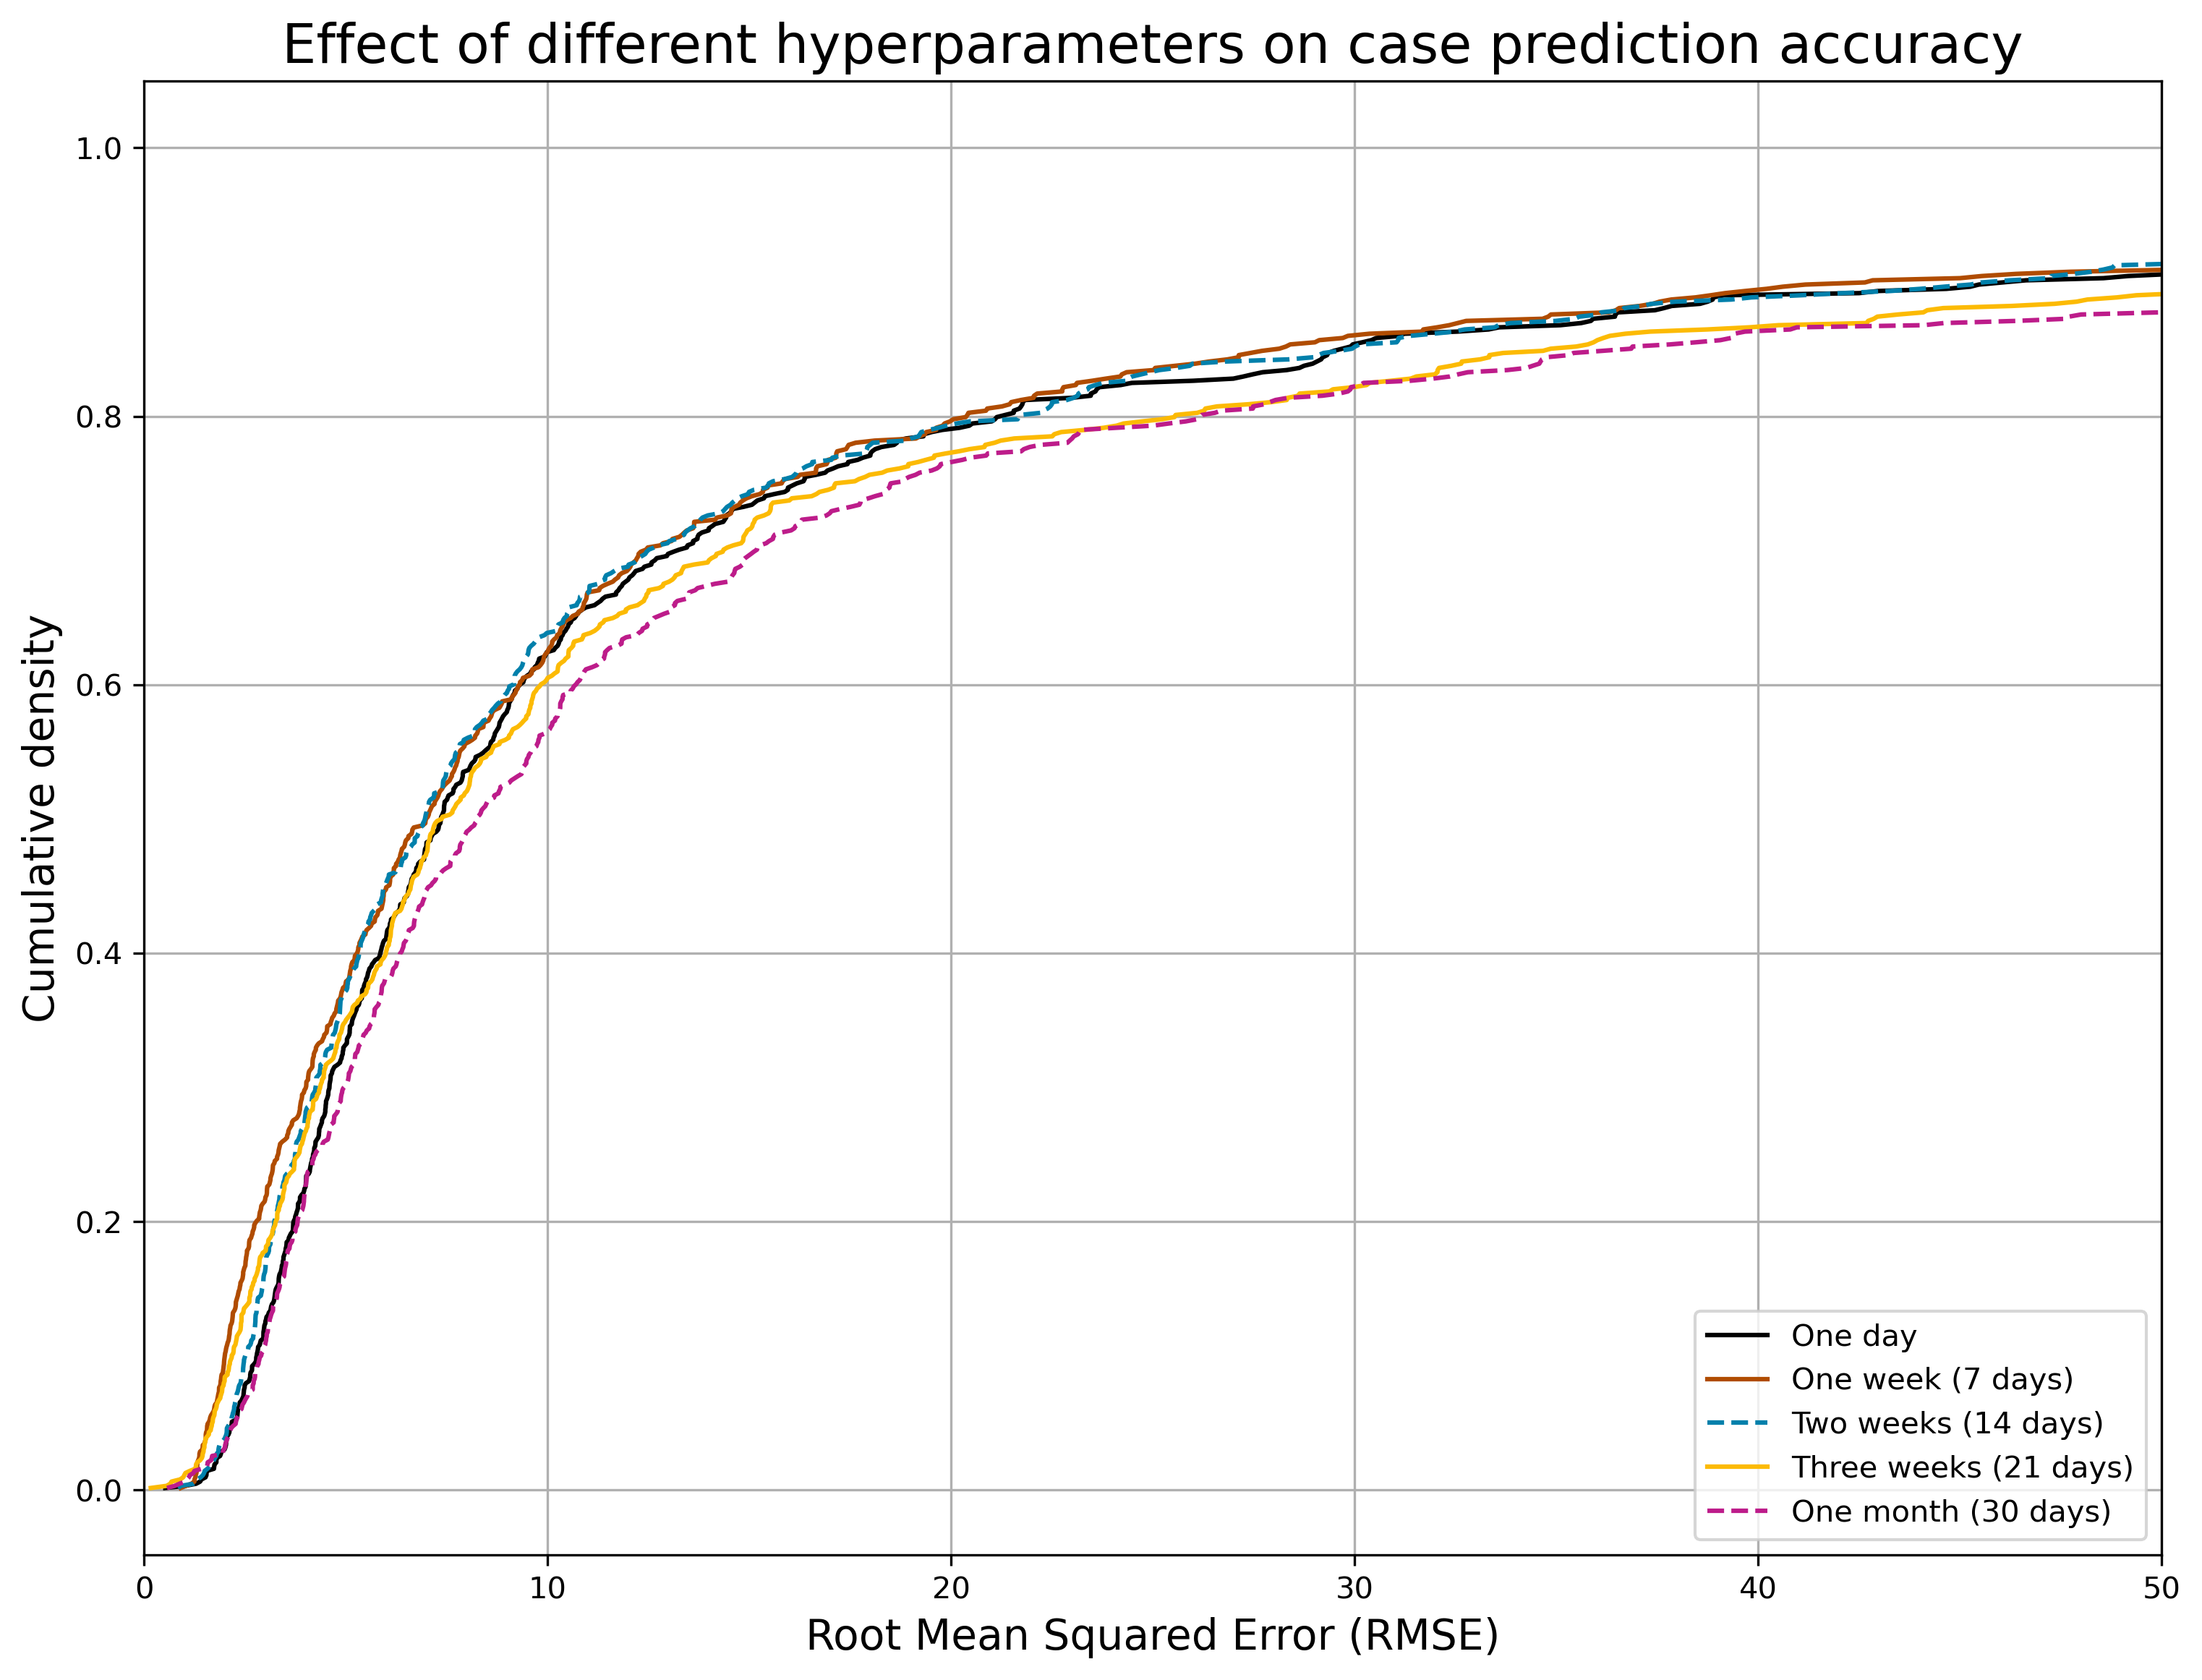 Effect of different hyperparameters on case prediction accuracy
Cumulative density
1.0
0.8
0.6
0.4
0.2
0.0
0
10
20
30
40
50
Root Mean Squared Error (RMSE)
One day
One week (7 days)
Two weeks (14 days)
Three weeks (21 days)
One month (30 days)